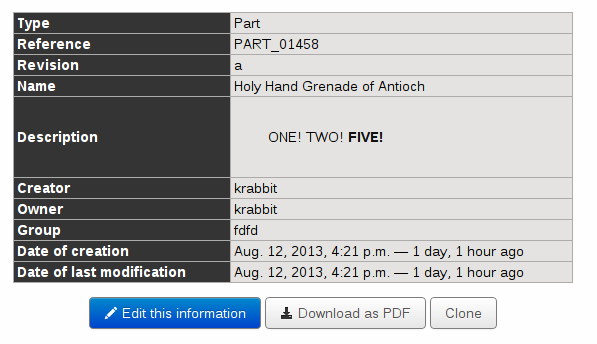 Type Part
Reference PART_01458
Revision a
Name Holy Hand Grenade of Antioch
Description ONE! TWO! FIVE!
Creator krabbit
Owner krabbit
Group fdfd
Date of creation Aug. 12, 2013, 4:21 p.m. — 1 day, 1 hour ago
Date of last modification Aug. 12, 2013, 4:21 p.m. — 1 day, 1 hour ago
Edit this information Download as PDF Clone